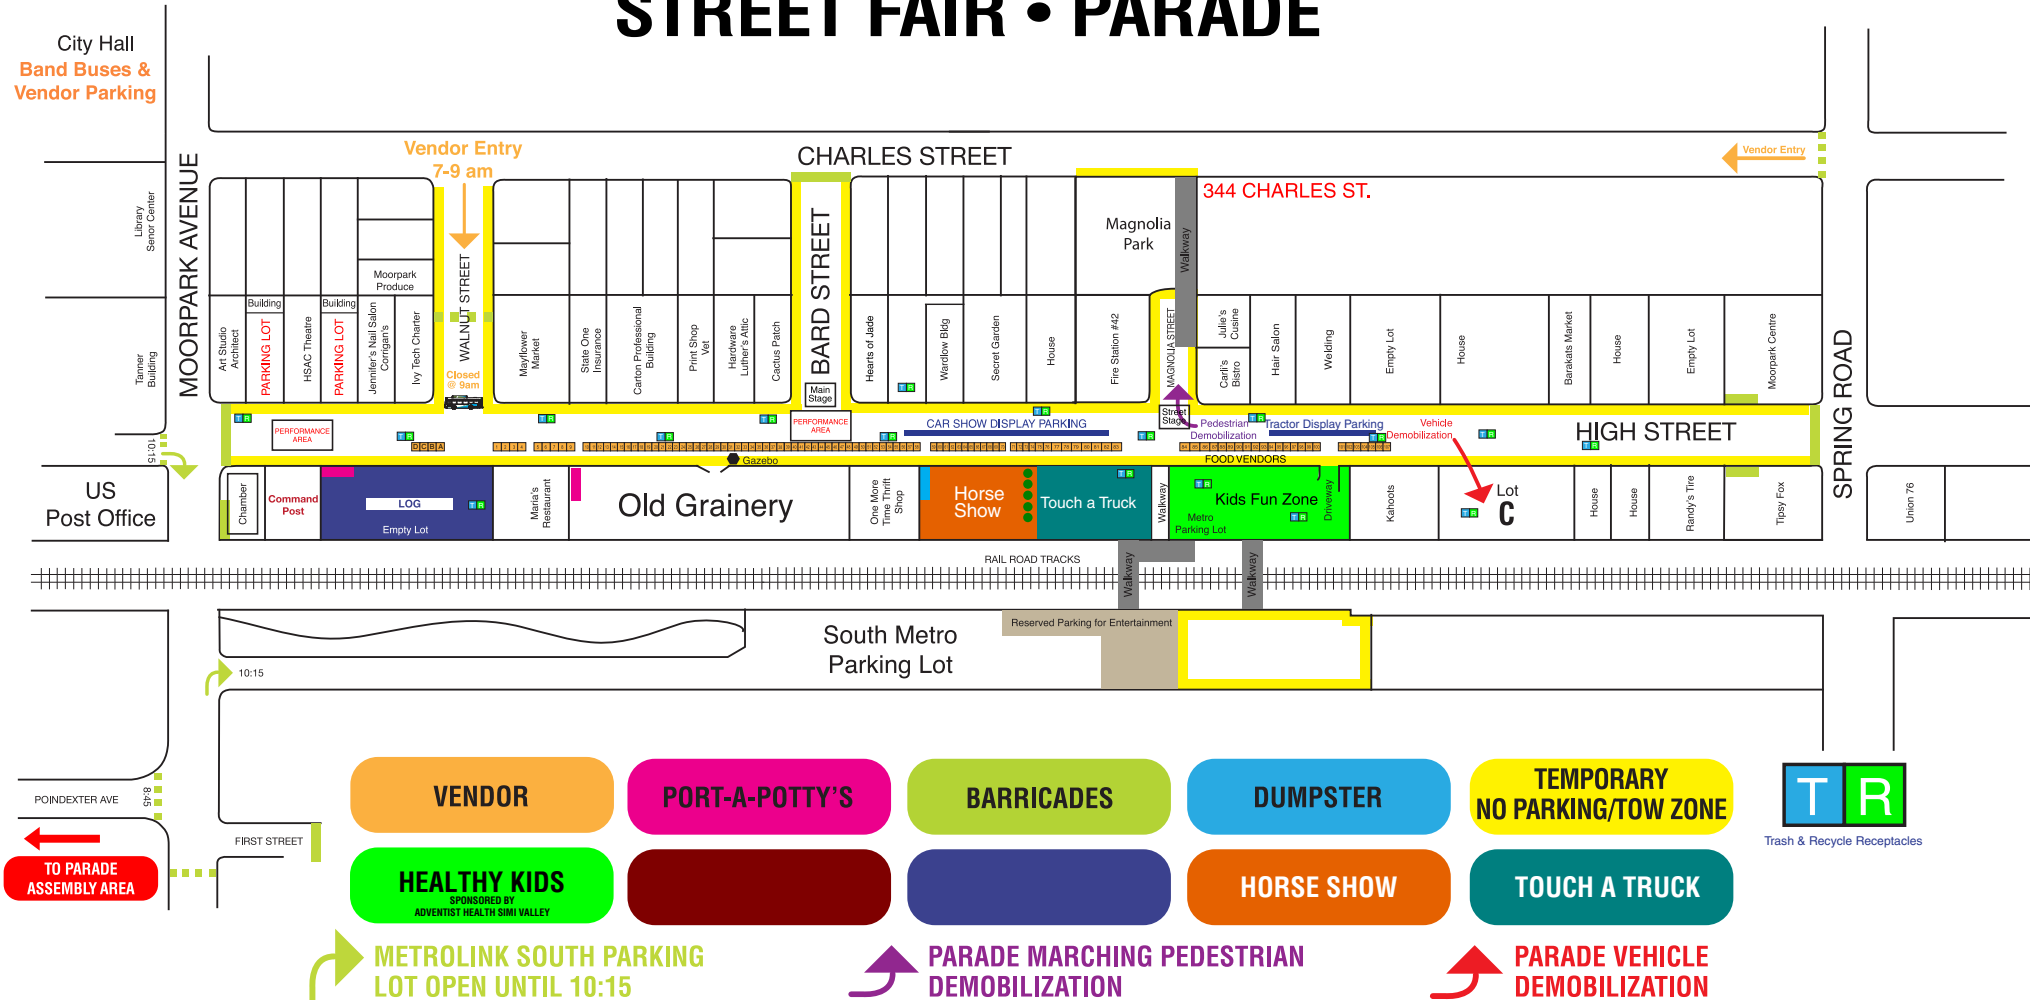 STREET FAIR • PARADE
City Hall
Band Buses &
Vendor Parking
Library
Senor Center
Tanner
Building
MOORPARK AVENUE
Vendor Entry
7-9 am
CHARLES STREET
Vendor Entry
344 CHARLES ST.
Magnolia
Park
Walkway
Moorpark
Produce
Building
Building
Art Studio
Architect
PARKING LOT
HSAC Theatre
PARKING LOT
Jennifer's Nail Salon
Corrigan's
Ivy Tech Charter
WALNUT STREET
Closed
@ 9am
Mayflower
Market
State One
Insurance
Carton Professional
Building
Print Shop
Vet
Hardware
Luther's Attic
Cactus Patch
BARD STREET
Main
Stage
Hearts of Jade
Wardlow Bldg
Secret Garden
House
Fire Station #42
MAGNOLIA STREET
Julie's
Cusine
Carli's
Bistro
Hair Salon
Welding
Empty Lot
House
Barakats Market
House
Empty Lot
Moorpark Centre
SPRING ROAD
PERFORMANCE
AREA
PERFORMANCE
AREA
CAR SHOW DISPLAY PARKING
Street
Stage
Pedestrian
Demobilization
Tractor Display Parking
Vehicle
Demobilization
HIGH STREET
D C B A
Gazebo
FOOD VENDORS
10:15
US
Post Office
Chamber
Command
Post
LOG
Empty Lot
Maria's
Restaurant
Old Grainery
One More
Time Thrift
Shop
Horse
Show
Touch a Truck
Walkway
Kids Fun Zone
Metro
Parking Lot
Driveway
Kahoots
Lot
C
House
House
Randy's Tire
Tipsy Fox
Union 76
RAIL ROAD TRACKS
Walkway
Walkway
Reserved Parking for Entertainment
South Metro
Parking Lot
10:15
POINDEXTER AVE
8:45
FIRST STREET
TO PARADE
ASSEMBLY AREA
VENDOR
PORT-A-POTTY'S
BARRICADES
DUMPSTER
TEMPORARY
NO PARKING/TOW ZONE
T R
Trash & Recycle Receptacles
HEALTHY KIDS
SPONSORED BY
ADVENTIST HEALTH SIMI VALLEY
HORSE SHOW
TOUCH A TRUCK
METROLINK SOUTH PARKING
LOT OPEN UNTIL 10:15
PARADE MARCHING PEDESTRIAN
DEMOBILIZATION
PARADE VEHICLE
DEMOBILIZATION